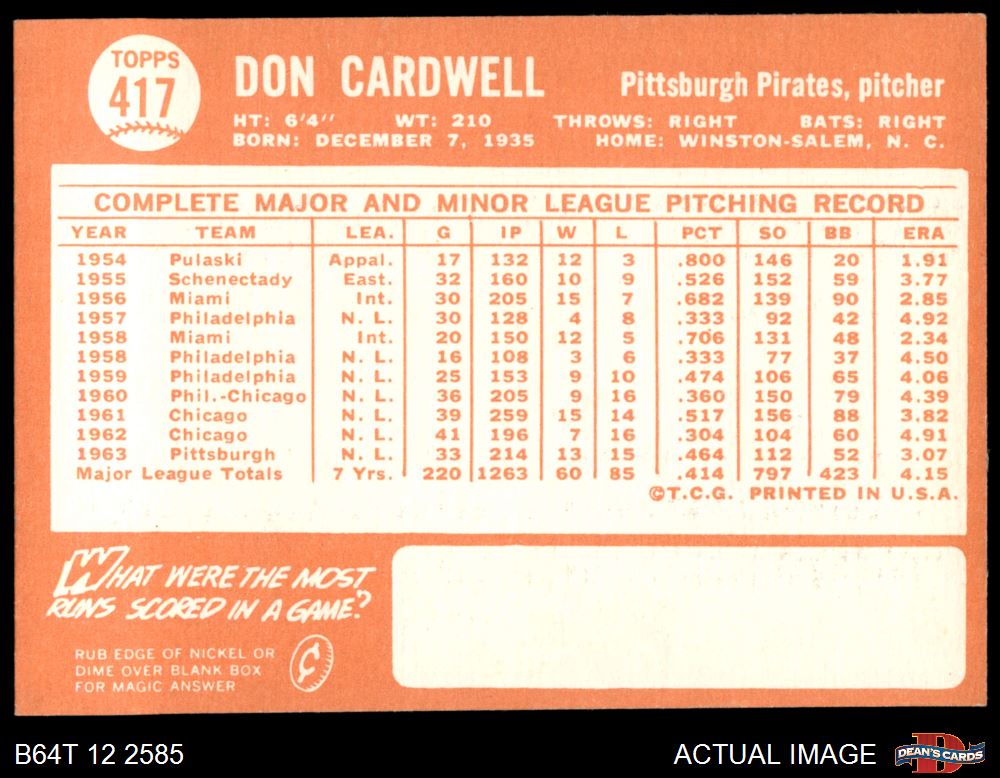 TOPPS
417
DON CARDWELL
Pittsburgh Pirates, pitcher
HT: 6'4'' WT: 210 THROWS: RIGHT BATS: RIGHT
BORN: DECEMBER 7, 1935 HOME: WINSTON-SALEM, N. C.
COMPLETE MAJOR AND MINOR LEAGUE PITCHING RECORD
YEAR TEAM LEA. G IP W L PCT SO BB ERA
1954 Pulaski Appal. 17 132 12 3 .800 146 20 1.91
1955 Schenectady East. 32 160 10 9 .526 152 59 3.77
1956 Miami Int. 30 205 15 7 .682 139 90 2.85
1957 Philadelphia N. L. 30 128 4 8 .333 92 42 4.92
1958 Miami Int. 20 150 12 5 .706 131 48 2.34
1958 Philadelphia N. L. 16 108 3 6 .333 77 37 4.50
1959 Philadelphia N. L. 25 153 9 10 .474 106 65 4.06
1960 Phil.-Chicago N. L. 36 205 9 16 .360 150 79 4.39
1961 Chicago N. L. 39 259 15 14 .517 156 88 3.82
1962 Chicago N. L. 41 196 7 16 .304 104 60 4.91
1963 Pittsburgh N. L. 33 214 13 15 .464 112 52 3.07
Major League Totals 7 Yrs. 220 1263 60 85 .414 797 423 4.15
©T.C.G. PRINTED IN U.S.A.
WHAT WERE THE MOST
RUNS SCORED IN A GAME?
RUB EDGE OF NICKEL OR
DIME OVER BLANK BOX
FOR MAGIC ANSWER
¢
B64T 12 2585
ACTUAL IMAGE
D
DEAN'S CARDS